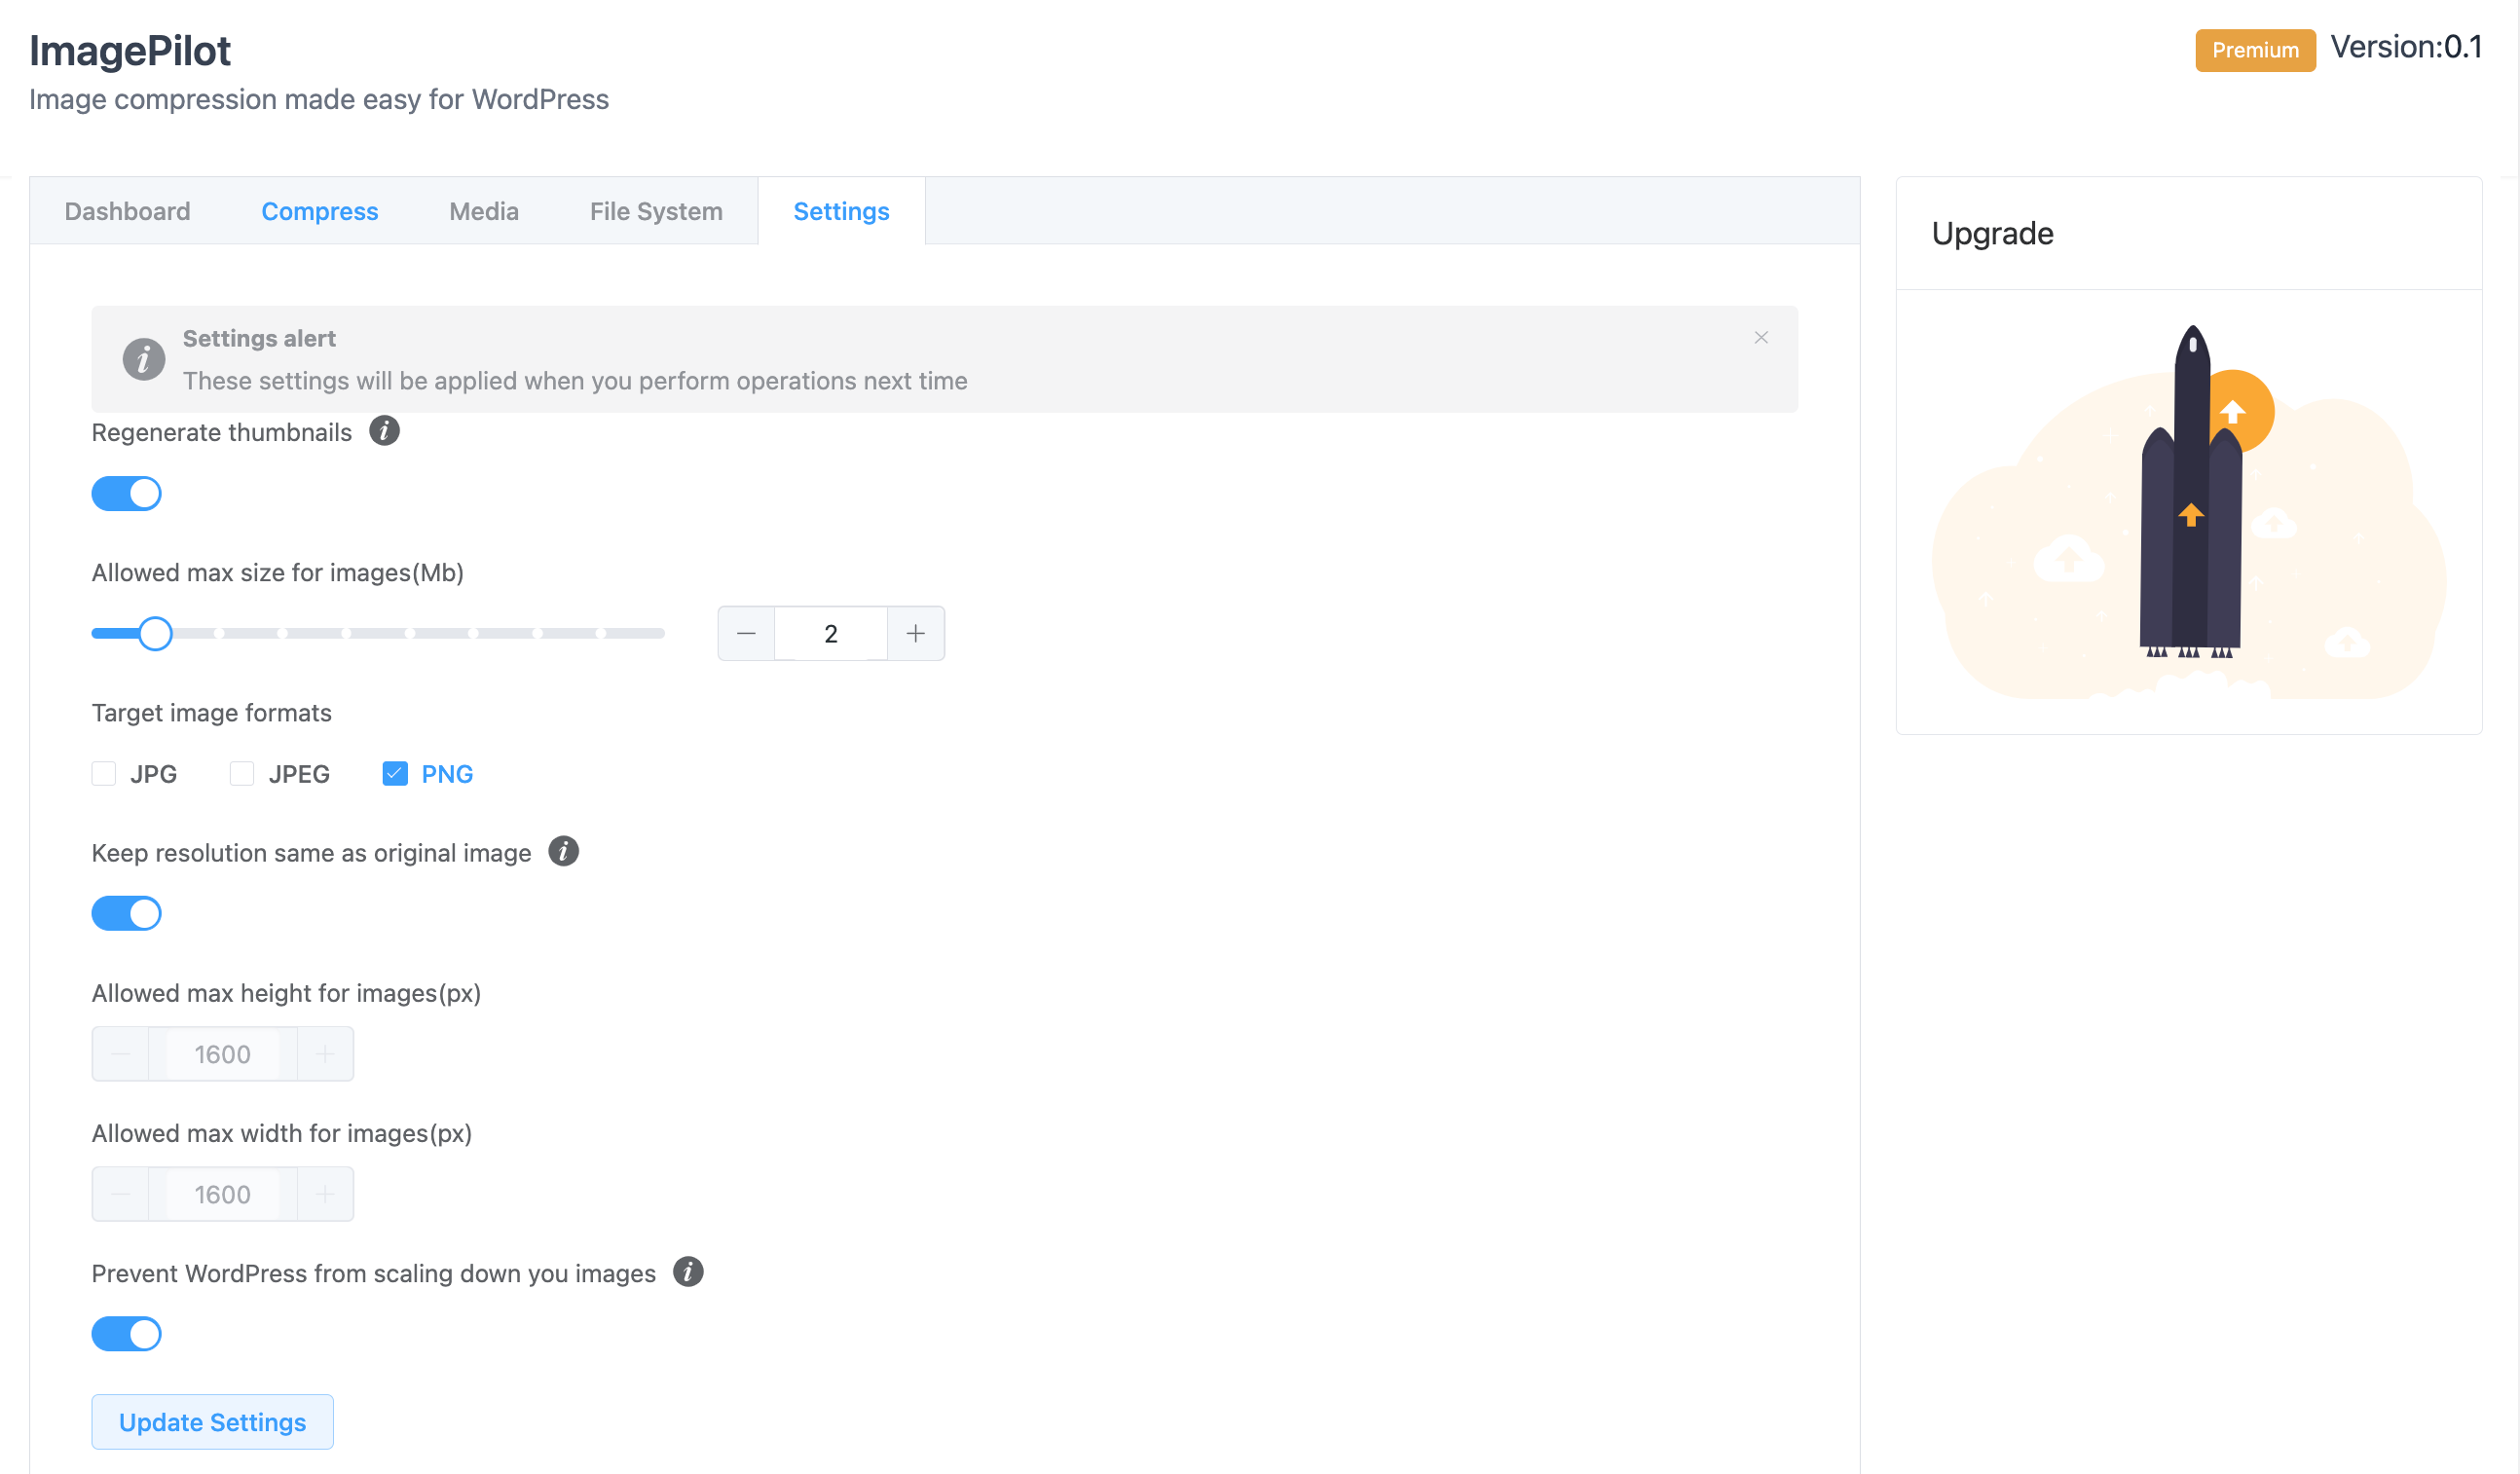 ImagePilot
Premium Version:0.1
Image compression made easy for WordPress
Dashboard Compress Media File System Settings
Upgrade
Settings alert
These settings will be applied when you perform operations next time
Regenerate thumbnails
Allowed max size for images(Mb)
2
Target image formats
JPG JPEG PNG
Keep resolution same as original image
Allowed max height for images(px)
1600
Allowed max width for images(px)
1600
Prevent WordPress from scaling down you images
Update Settings